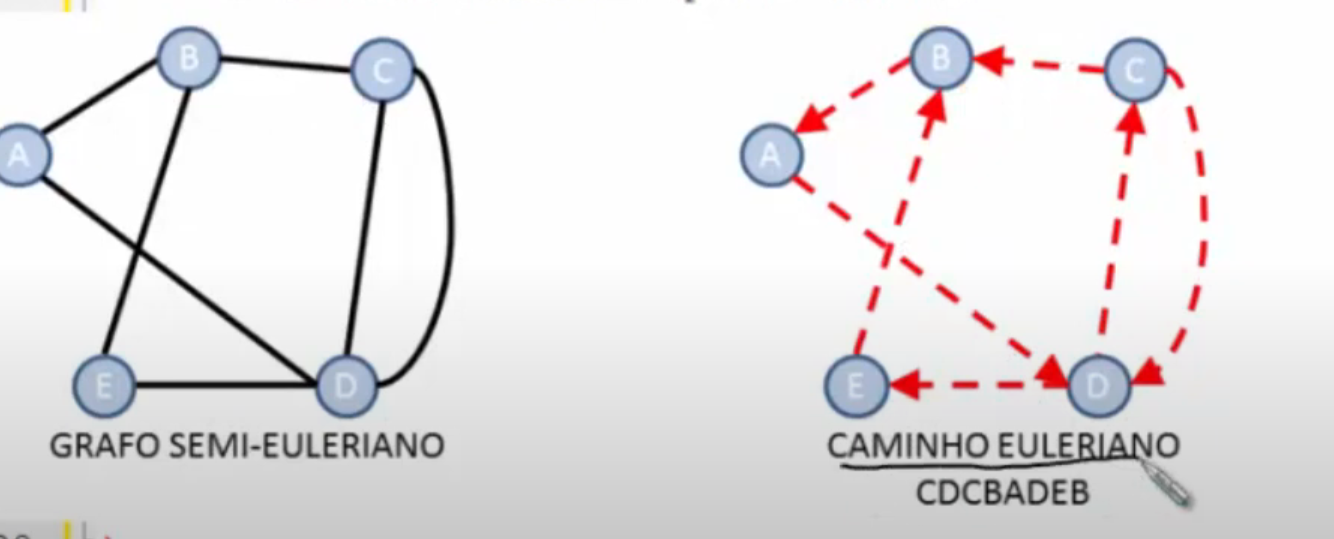 B
C
A
E
D
GRAFO SEMI-EULERIANO
B
C
A
E
D
CAMINHO EULERIANO
CDCBADEB